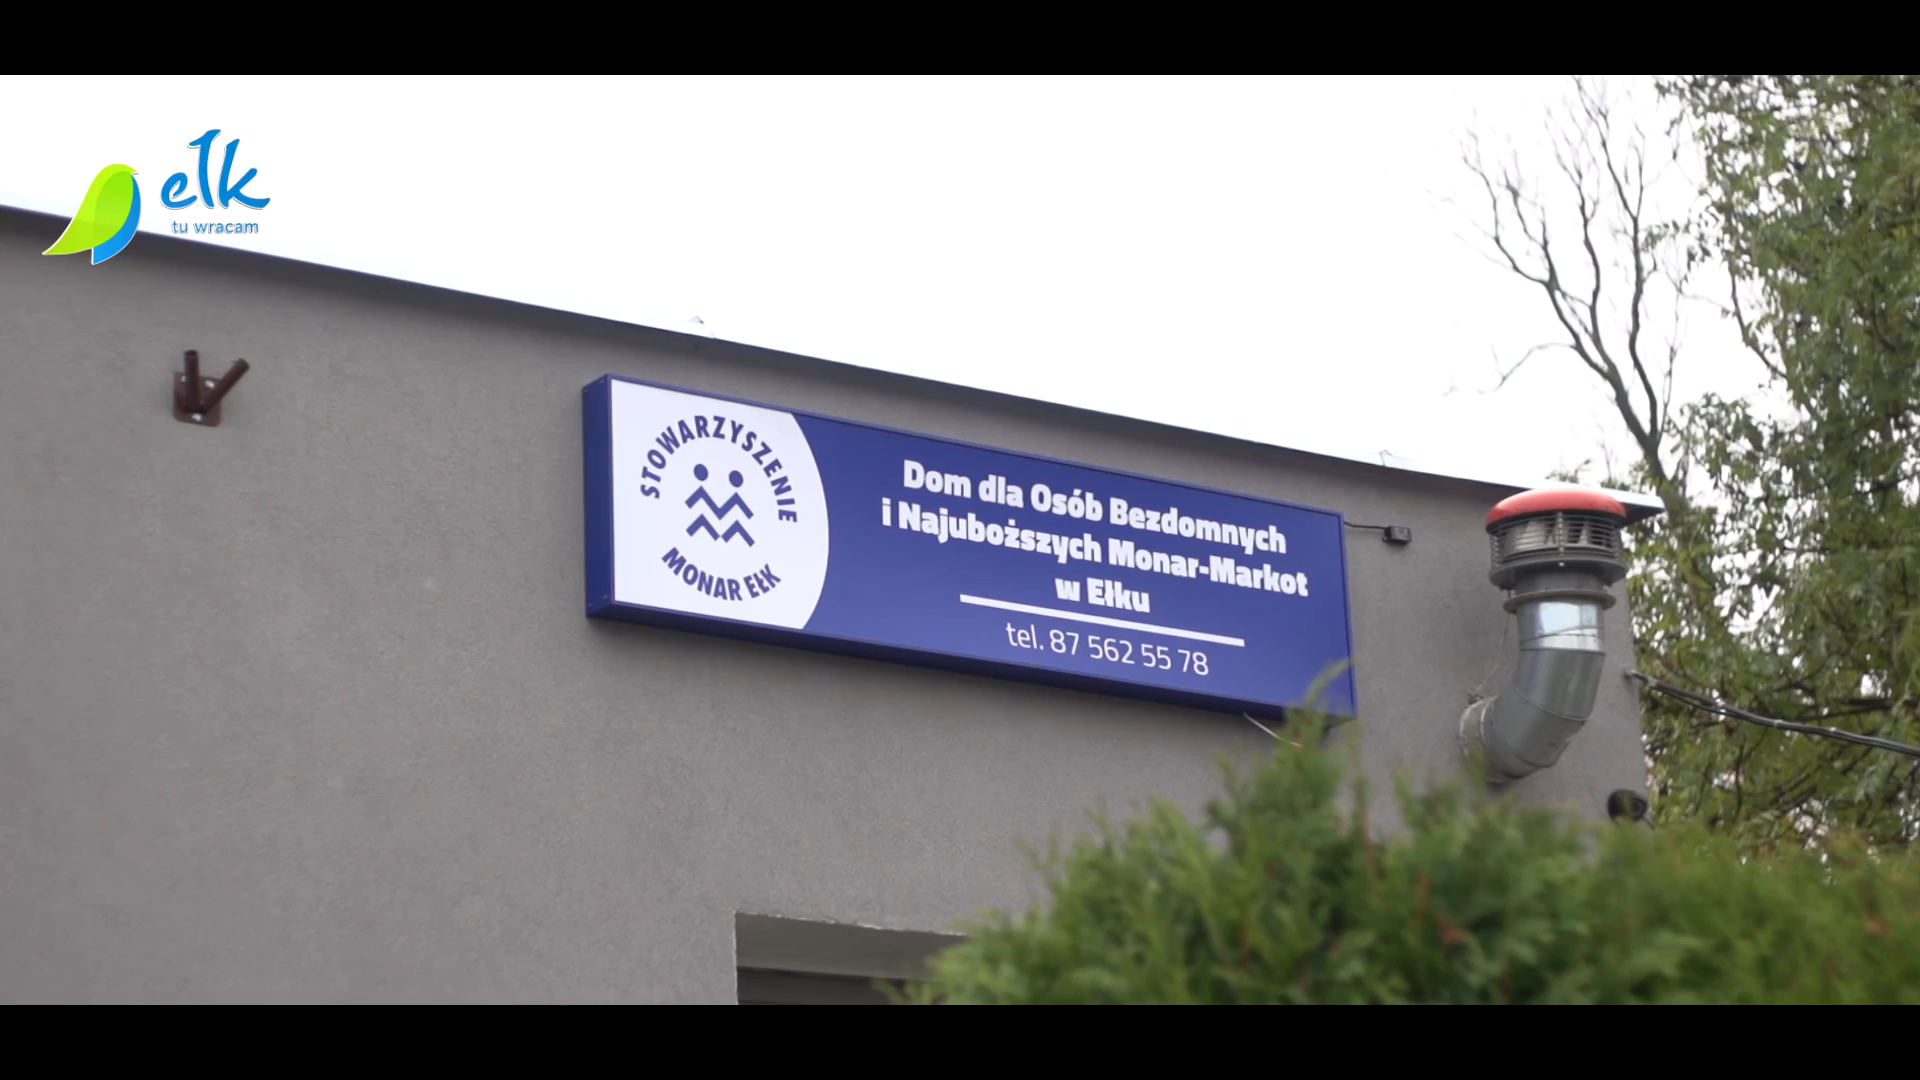 ełk
tu wracam
STOWARZYSZENIE
MONAR EŁK
Dom dla Osób Bezdomnych
i Najuboższych Monar-Markot
w Ełku
tel. 87 562 55 78